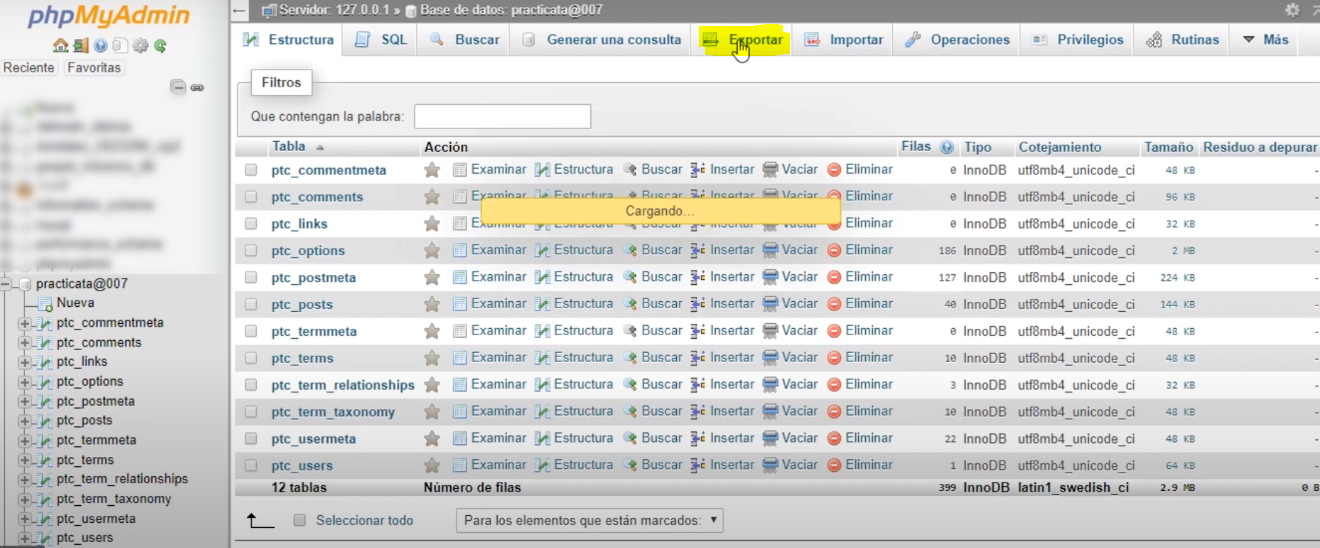 phpMyAdmin
Reciente Favoritas
practicata@007
Nueva
ptc_commentmeta
ptc_comments
ptc_links
ptc_options
ptc_postmeta
ptc_posts
ptc_termmeta
ptc_terms
ptc_term_relationships
ptc_term_taxonomy
ptc_usermeta
ptc_users
Servidor: 127.0.0.1 » Base de datos: practicata@007
Estructura SQL Buscar Generar una consulta Exportar Importar Operaciones Privilegios Rutinas Más
Filtros
Que contengan la palabra:
Tabla Acción Filas Tipo Cotejamiento Tamaño Residuo a depurar
ptc_commentmeta Examinar Estructura Buscar Insertar Vaciar Eliminar 0 InnoDB utf8mb4_unicode_ci 48 KB -
ptc_comments Examinar Estructura Buscar Insertar Vaciar Eliminar 0 InnoDB utf8mb4_unicode_ci 96 KB -
Cargando...
ptc_links Examinar Estructura Buscar Insertar Vaciar Eliminar 0 InnoDB utf8mb4_unicode_ci 32 KB -
ptc_options Examinar Estructura Buscar Insertar Vaciar Eliminar 186 InnoDB utf8mb4_unicode_ci 2 MB -
ptc_postmeta Examinar Estructura Buscar Insertar Vaciar Eliminar 127 InnoDB utf8mb4_unicode_ci 224 KB -
ptc_posts Examinar Estructura Buscar Insertar Vaciar Eliminar 40 InnoDB utf8mb4_unicode_ci 144 KB -
ptc_termmeta Examinar Estructura Buscar Insertar Vaciar Eliminar 0 InnoDB utf8mb4_unicode_ci 48 KB -
ptc_terms Examinar Estructura Buscar Insertar Vaciar Eliminar 10 InnoDB utf8mb4_unicode_ci 48 KB -
ptc_term_relationships Examinar Estructura Buscar Insertar Vaciar Eliminar 3 InnoDB utf8mb4_unicode_ci 32 KB -
ptc_term_taxonomy Examinar Estructura Buscar Insertar Vaciar Eliminar 10 InnoDB utf8mb4_unicode_ci 48 KB -
ptc_usermeta Examinar Estructura Buscar Insertar Vaciar Eliminar 22 InnoDB utf8mb4_unicode_ci 48 KB -
ptc_users Examinar Estructura Buscar Insertar Vaciar Eliminar 1 InnoDB utf8mb4_unicode_ci 64 KB -
12 tablas Número de filas 399 InnoDB latin1_swedish_ci 2.9 MB 0 B
Seleccionar todo Para los elementos que están marcados: